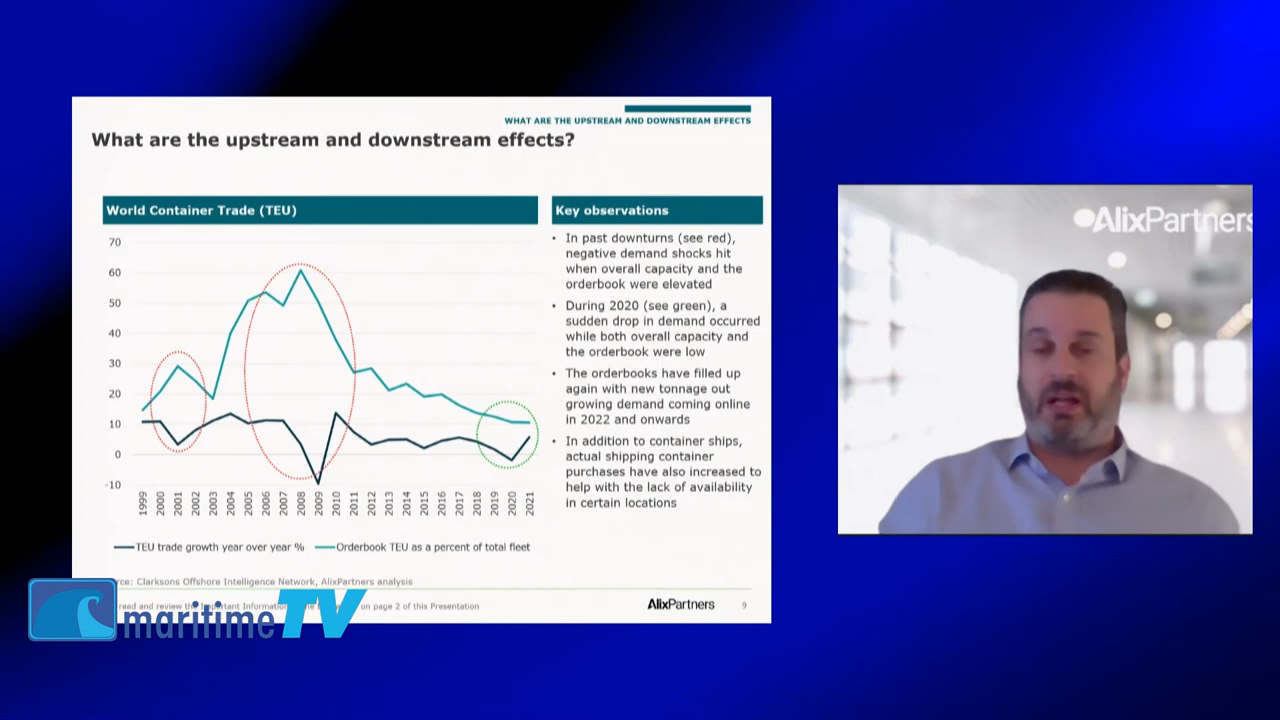 WHAT ARE THE UPSTREAM AND DOWNSTREAM EFFECTS
What are the upstream and downstream effects?
World Container Trade (TEU)
70
60
50
40
30
20
10
0
-10
1999 2000 2001 2002 2003 2004 2005 2006 2007 2008 2009 2010 2011 2012 2013 2014 2015 2016 2017 2018 2019 2020 2021
TEU trade growth year over year % Orderbook TEU as a percent of total fleet
Key observations
• In past downturns (see red),
negative demand shocks hit
when overall capacity and the
orderbook were elevated
• During 2020 (see green), a
sudden drop in demand occurred
while both overall capacity and
the orderbook were low
• The orderbooks have filled up
again with new tonnage out
growing demand coming online
in 2022 and onwards
• In addition to container ships,
actual shipping container
purchases have also increased to
help with the lack of availability
in certain locations
Clarksons Offshore Intelligence Network, AlixPartners analysis
read and review the on page 2 of this Presentation
AlixPartners 9
maritimeTV
AlixPartners